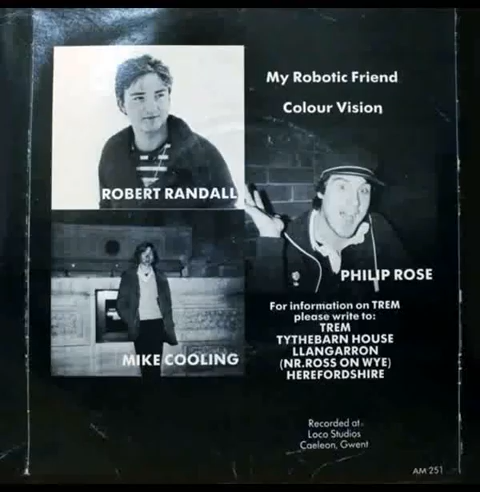 My Robotic Friend
Colour Vision
ROBERT RANDALL
PHILIP ROSE
MIKE COOLING
For information on TREM
please write to:
TREM
TYTHEBARN HOUSE
LLANGARRON
(NR.ROSS ON WYE)
HEREFORDSHIRE
Recorded at:
Loco Studios
Caeleon, Gwent
AM 251